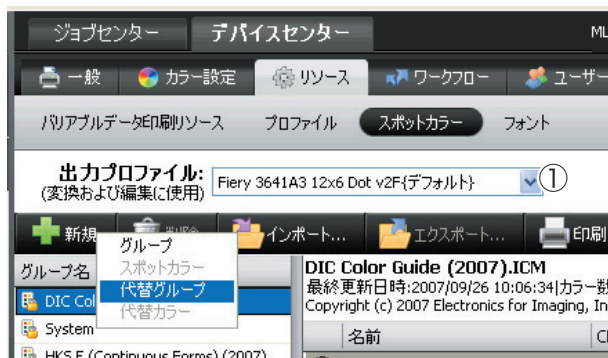 ジョブセンター デバイスセンター ML
一般 カラー設定 リソース ワークフロー ユーザー
バリアブルデータ印刷リソース プロファイル スポットカラー フォント
出力プロファイル:
(変換および編集に使用) Fiery 3641A3 12x6 Dot v2F{デフォルト} ①
新規 インポート... エクスポート... 印刷
グループ
スポットカラー
代替グループ
代替カラー
グループ名
DIC Col
System
HKS E (Continuous Forms) (2007)
DIC Color Guide (2007).ICM
最終更新日時:2007/09/26 10:06:34|カラー数
Copyright (c) 2007 Electronics for Imaging, In
名前